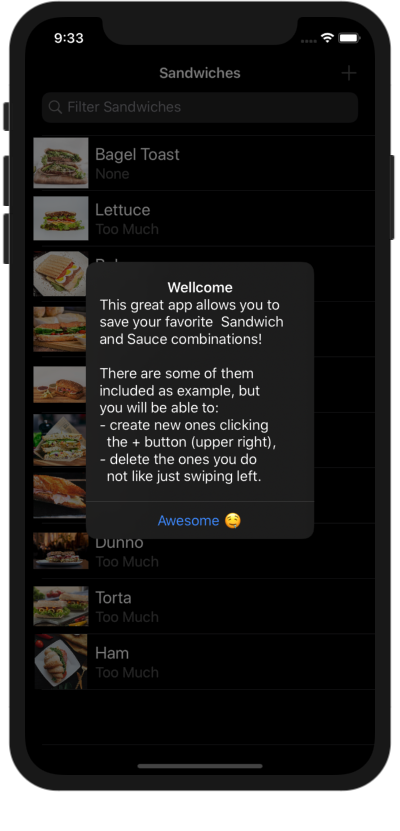 9:33
Sandwiches
Filter Sandwiches
Bagel Toast
None
Lettuce
Too Much
Wellcome
This great app allows you to
save your favorite  Sandwich
and Sauce combinations!
There are some of them
included as example, but
you will be able to:
- create new ones clicking
the + button (upper right),
- delete the ones you do
not like just swiping left.
Awesome 🤤
Dunno
Too Much
Torta
Too Much
Ham
Too Much